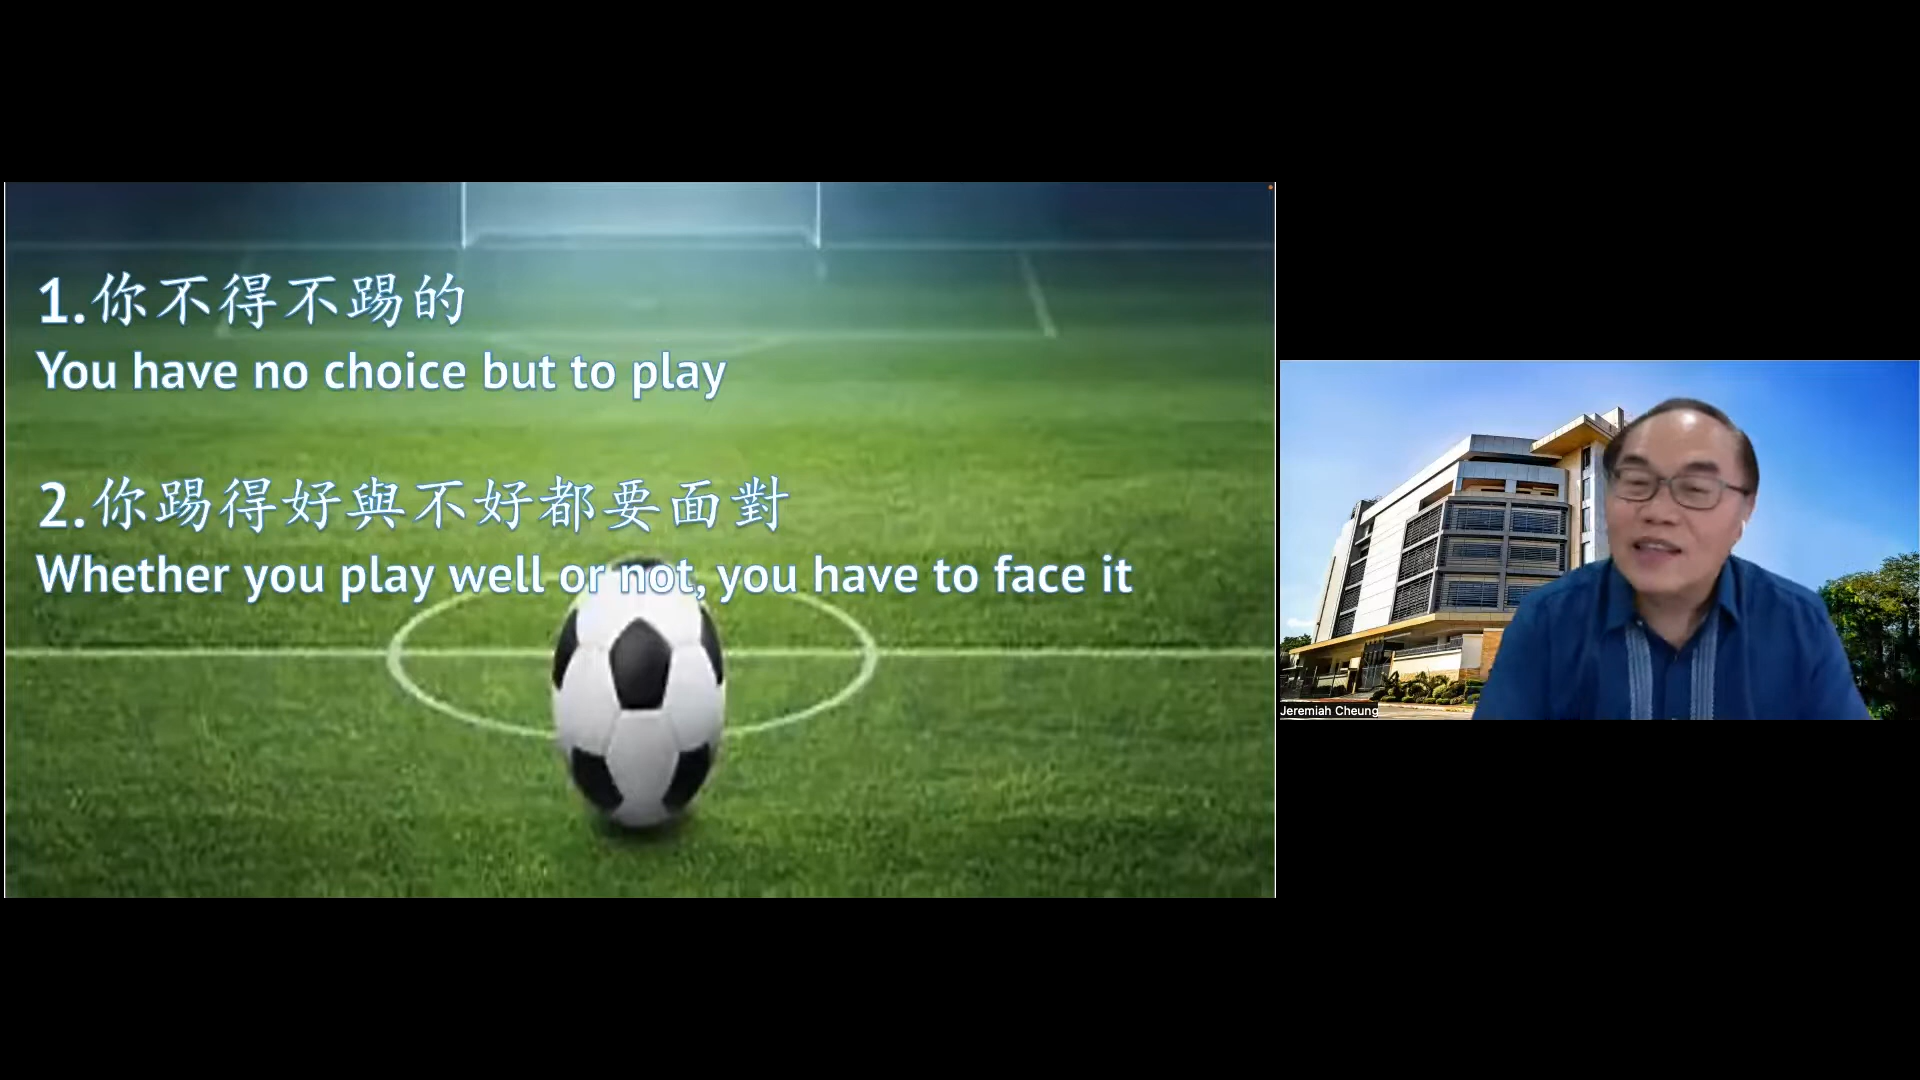 1.你不得不踢的
You have no choice but to play
2.你踢得好與不好都要面對
Whether you play well or not, you have to face it
Jeremiah Cheung